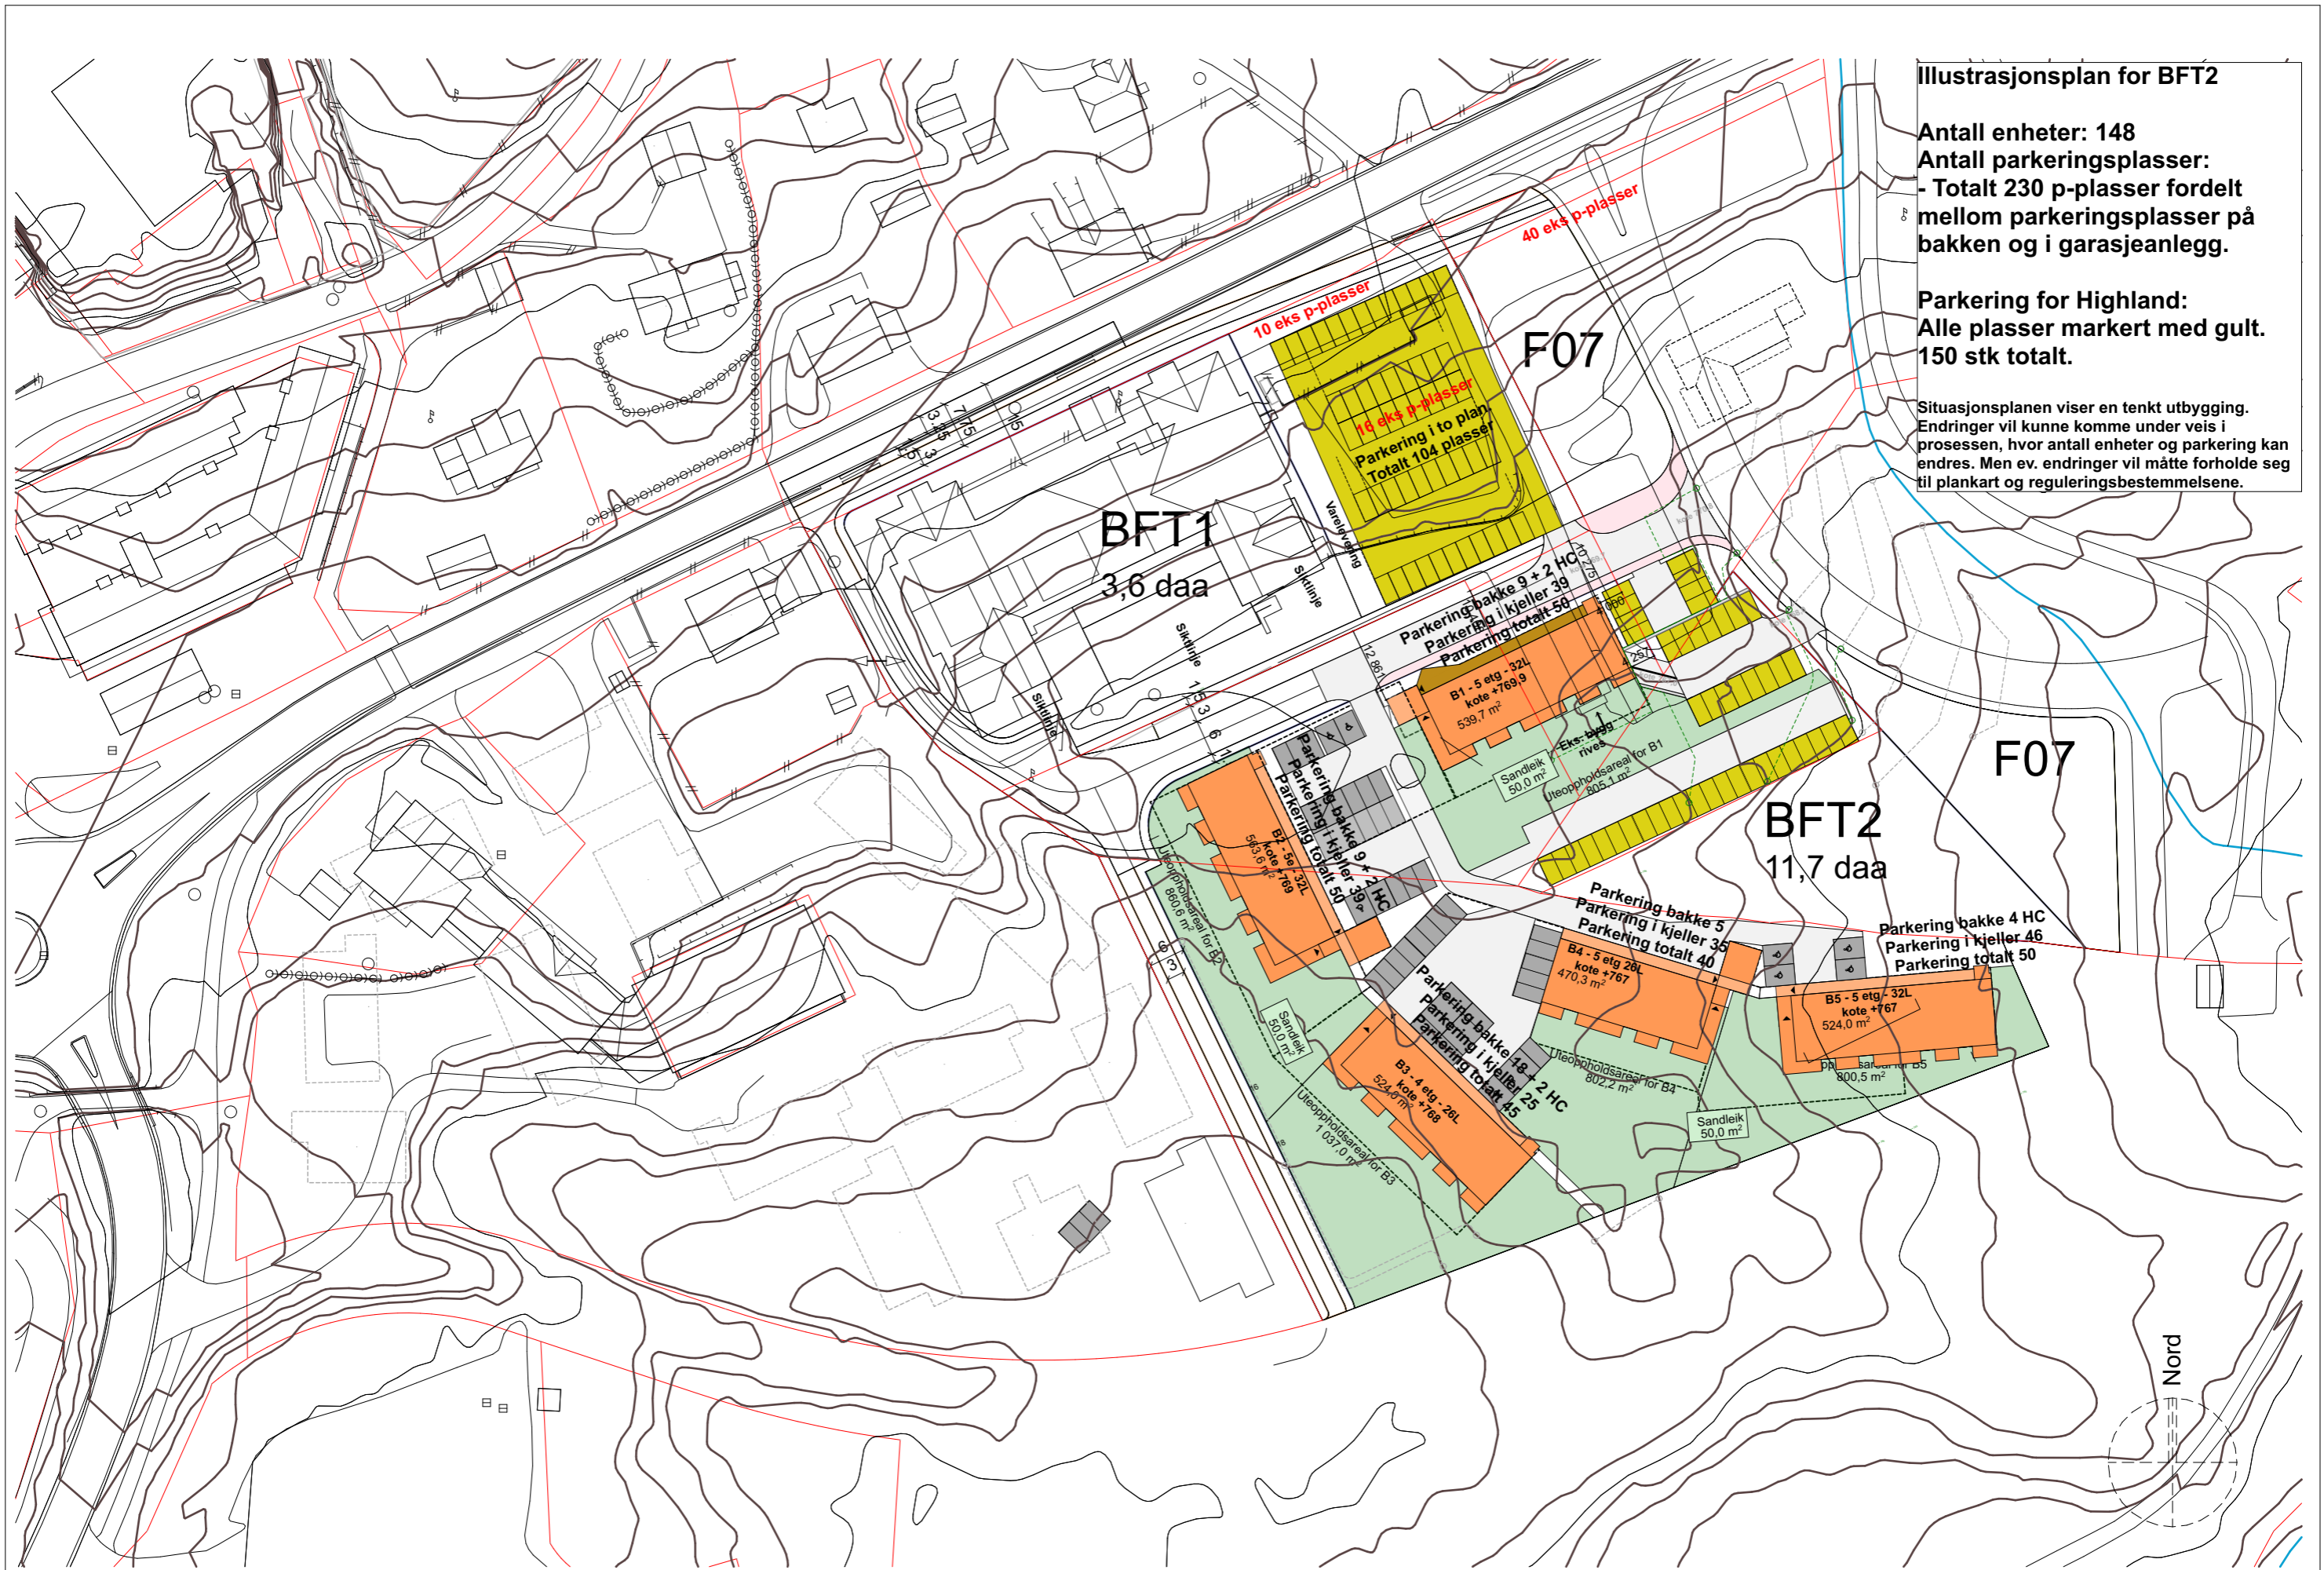 Illustrasjonsplan for BFT2
Antall enheter: 148
Antall parkeringsplasser:
- Totalt 230 p-plasser fordelt
mellom parkeringsplasser på
bakken og i garasjeanlegg.
Parkering for Highland:
Alle plasser markert med gult.
150 stk totalt.
Situasjonsplanen viser en tenkt utbygging.
Endringer vil kunne komme under veis i
prosessen, hvor antall enheter og parkering kan
endres. Men ev. endringer vil måtte forholde seg
til plankart og reguleringsbestemmelsene.
40 eks p-plasser
10 eks p-plasser
F07
16 eks p-plasser
Parkering i to plan.
Totalt 104 plasser
BFT1
3,6 daa
Varelevering
Siktlinje
Siktlinje
Siktlinje
Parkering bakke 9 + 2 HC
Parkering i kjeller 39
Parkering totalt 50
10 275
12 861
B1 - 5 etg - 32L
kote +769,9
539,7 m²
Eks. bygg
rives
Sandleik
50,0 m²
Uteoppholdsareal for B1
805,1 m²
F07
BFT2
11,7 daa
Parkering bakke 9 + 2 HC
Parkering i kjeller 39
Parkering totalt 50
B2 - 5e - 32L
kote +769
563,6 m²
Uteoppholdsareal for B2
860,6 m²
Parkering bakke 5
Parkering i kjeller 35
Parkering totalt 40
B4 - 5 etg 26L
kote +767
470,3 m²
Parkering bakke 4 HC
Parkering i kjeller 46
Parkering totalt 50
B5 - 5 etg - 32L
kote +767
524,0 m²
800,5 m²
Sandleik
50,0 m²
Parkering bakke 18 + 2 HC
Parkering i kjeller 25
Parkering totalt 45
B3 - 4 etg - 26L
kote +768
524,0 m²
Uteoppholdsareal for B4
802,2 m²
Uteoppholdsareal for B3
1 037,0 m²
Sandleik
50,0 m²
Nord